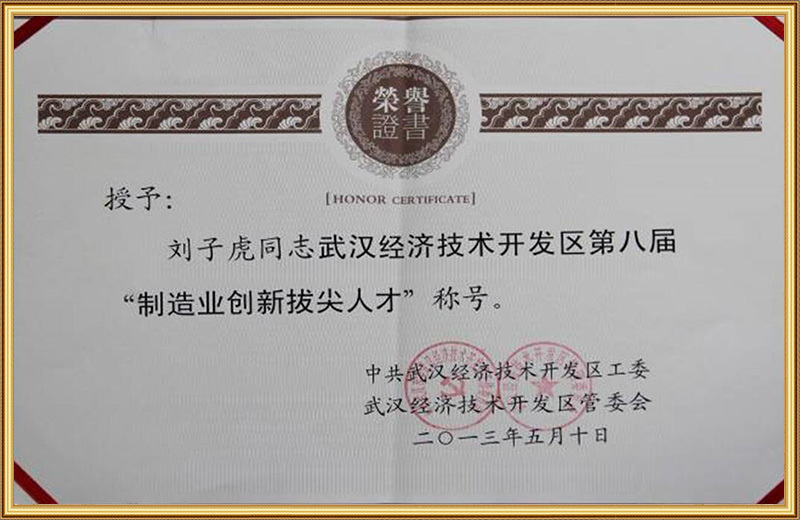 榮譽
證書
[HONOR CERTIFICATE]
授予：
刘子虎同志武汉经济技术开发区第八届
“制造业创新拔尖人才”称号。
中共武汉经济技术开发区工委
武汉经济技术开发区管委会
二〇一三年五月十日